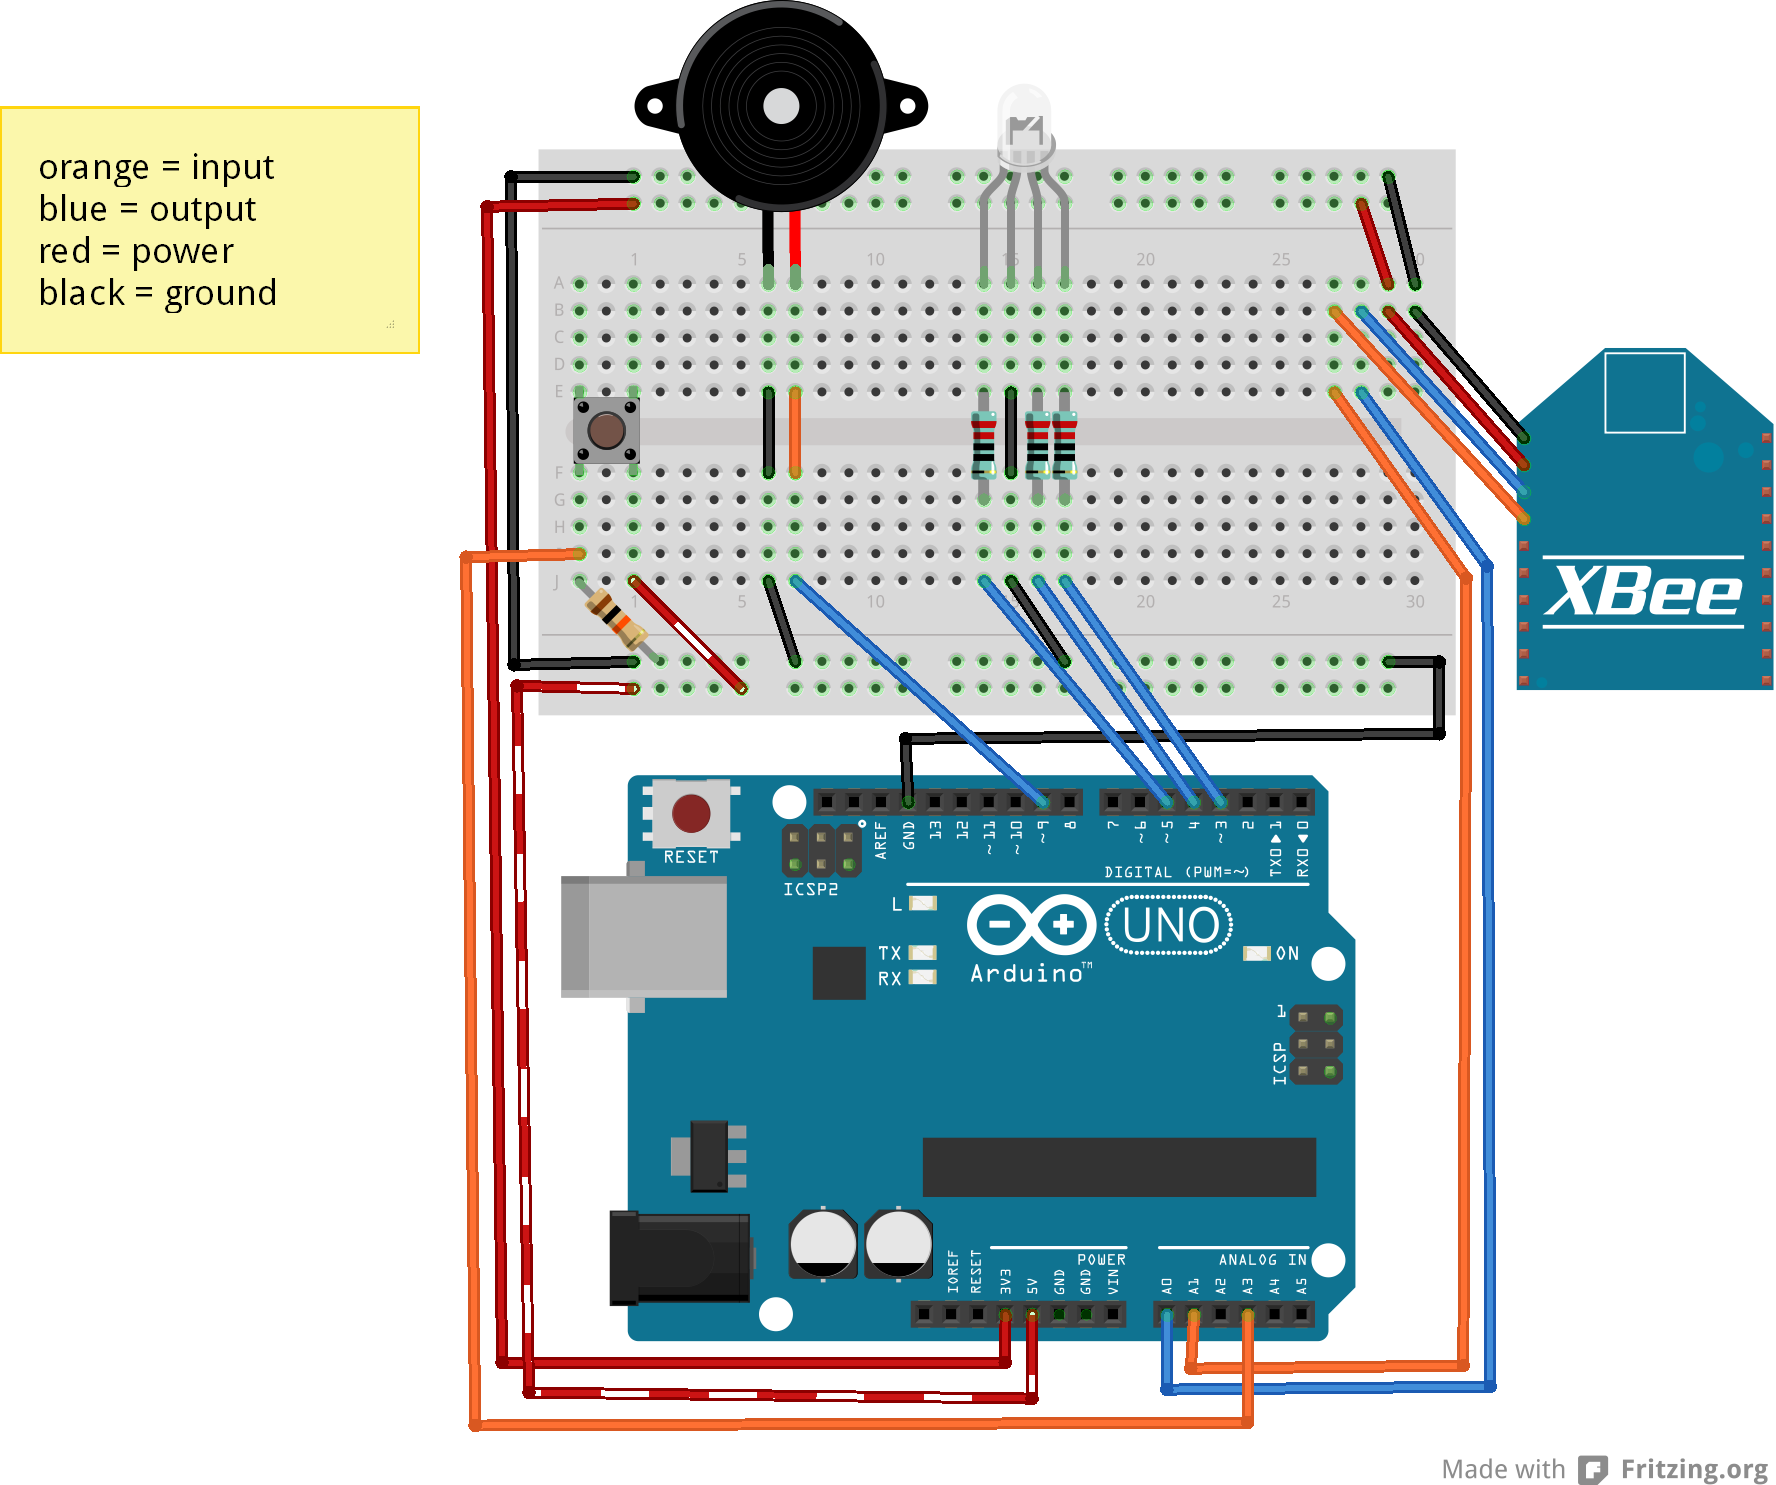 orange = input
blue = output
red = power
black = ground
1 5 10 15 20 25 30
A
B
C
D
E
F
G
H
J
1 5 15 10 20 25 30
XBee
RESET
ICSP2
AREF
GND
13
12
~11
~10
~9
8
7
~6
~5
4
~3
2
TX0▶1
RX0◀0
DIGITAL (PWM=~)
L
TX
RX
Arduino™
UNO
ON
1
ICSP
IOREF
RESET
3V3
5V
GND
GND
VIN
POWER
ANALOG IN
A0
A1
A2
A3
A4
A5
Made with Fritzing.org